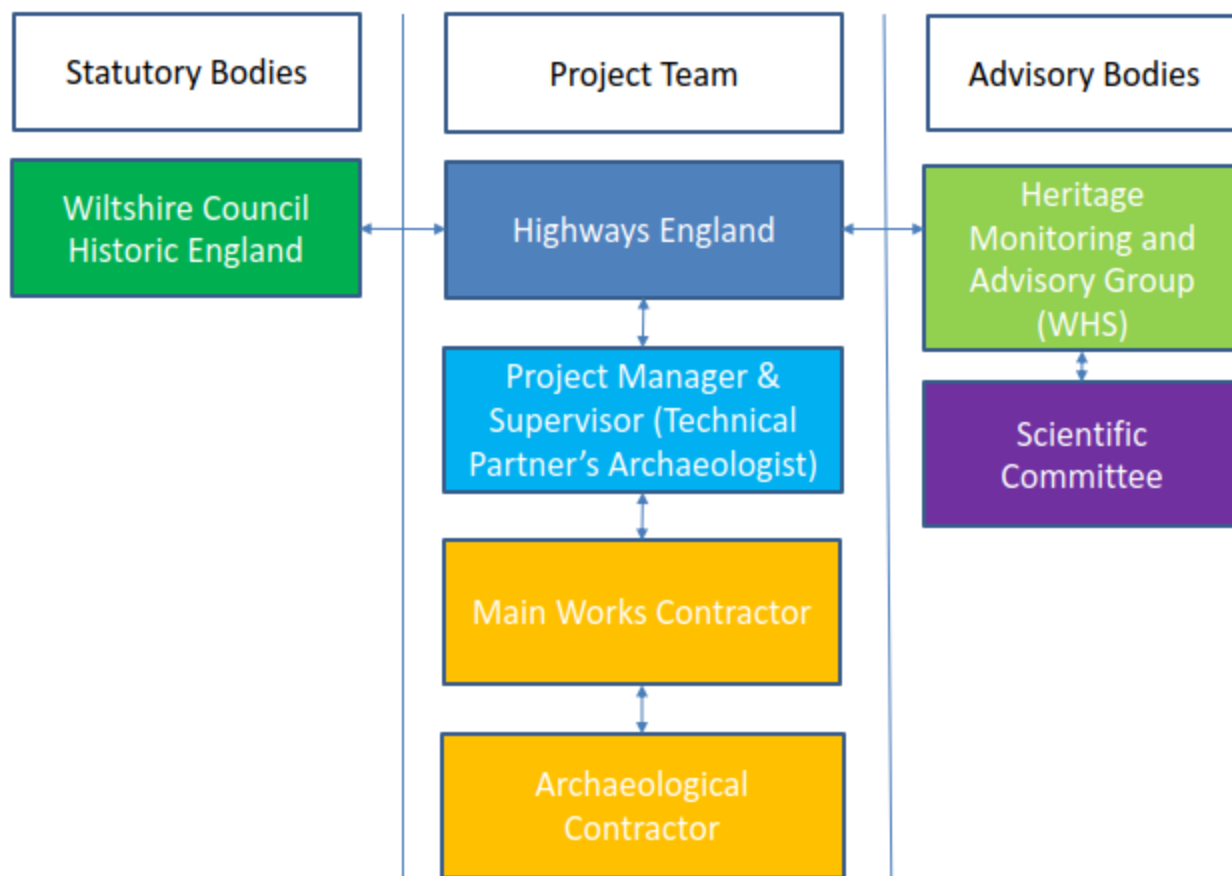 Statutory Bodies
Project Team
Advisory Bodies
Wiltshire Council
Historic England
Highways England
Heritage
Monitoring and
Advisory Group
(WHS)
Project Manager &
Supervisor (Technical
Partner’s Archaeologist)
Scientific
Committee
Main Works Contractor
Archaeological
Contractor